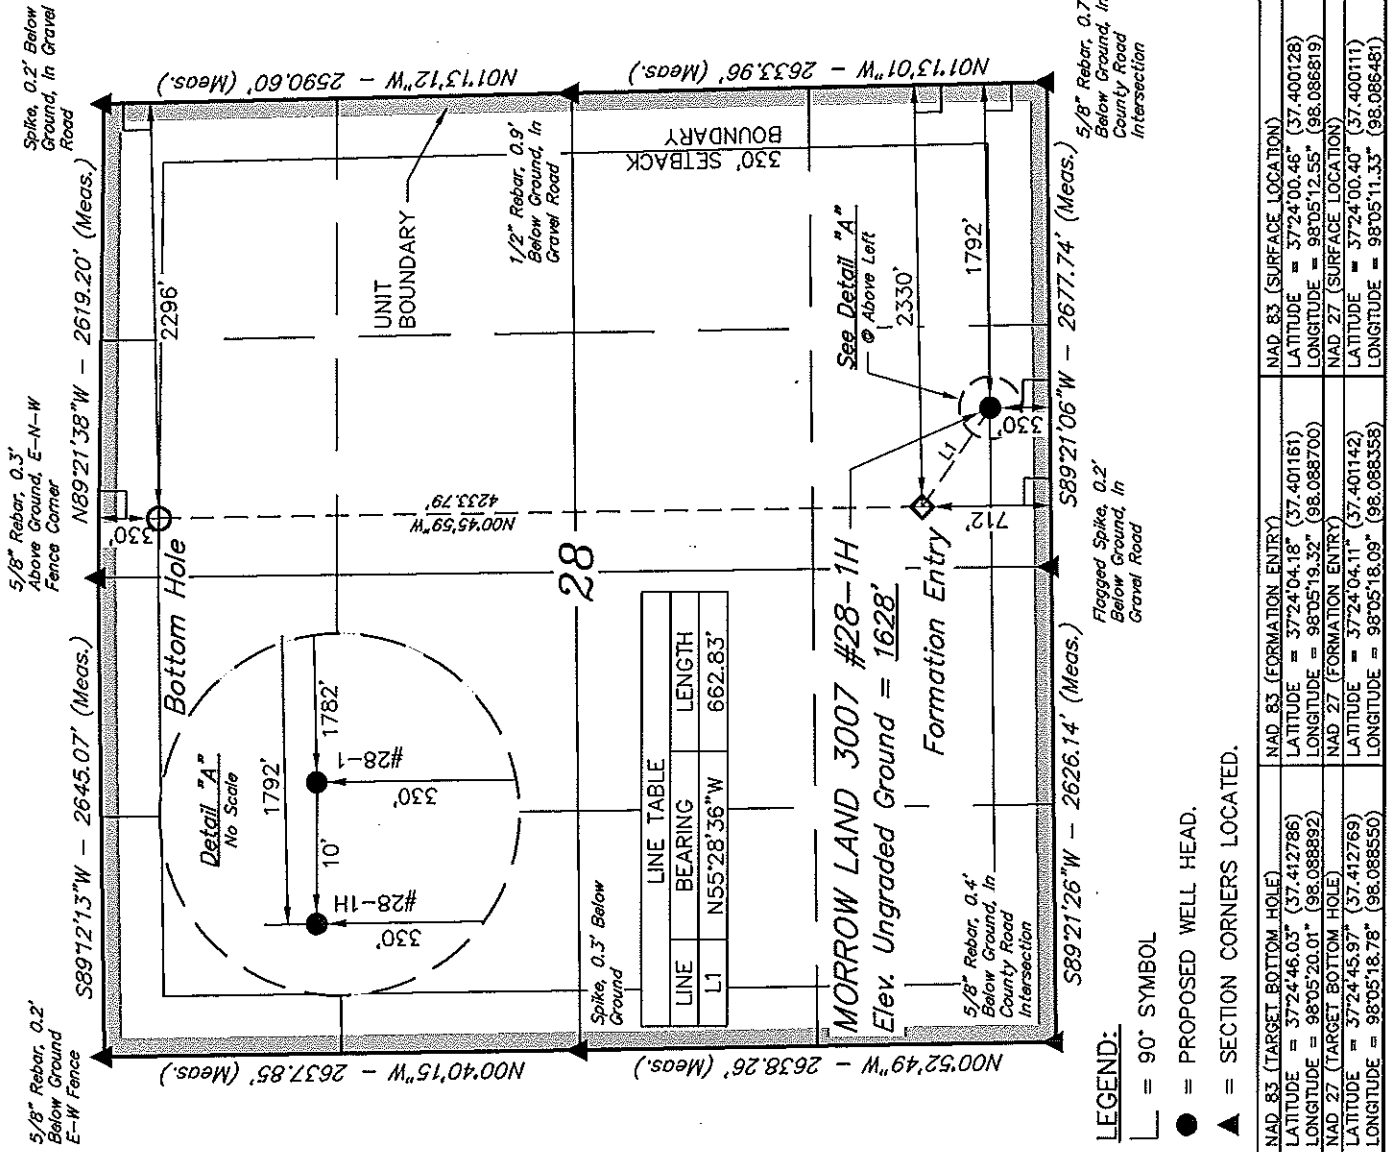 5/8" Rebar, 0.2'
Below Ground
E-W Fence
S89°12'13"W - 2645.07' (Meas.)
5/8" Rebar, 0.3'
Above Ground, E-N-W
Fence Corner
N89°21'38"W - 2619.20' (Meas.)
Spike, 0.2' Below
Ground, In Gravel
Road
N00°40'15"W - 2637.85' (Meas.)
N01°13'12"W - 2590.60' (Meas.)
330'
2296'
Bottom Hole
Detail "A"
No Scale
1792'
1782'
10'
#28-1H
330'
#28-1
330'
UNIT
BOUNDARY
N00°45'59"W
4233.79'
330' SETBACK
BOUNDARY
1/2" Rebar, 0.9'
Below Ground, In
Gravel Road
28
Spike, 0.3' Below
Ground
LINE TABLE
LINE BEARING LENGTH
L1 N55°28'36"W 662.83'
N00°52'49"W - 2638.26' (Meas.)
N01°13'01"W - 2633.96' (Meas.)
MORROW LAND 3007 #28-1H
Elev. Ungraded Ground = 1628'
See Detail "A"
@ Above Left
2330'
Formation Entry
L1
712'
330'
1792'
5/8" Rebar, 0.4'
Below Ground, In
County Road
Intersection
S89°21'26"W - 2626.14' (Meas.)
Flagged Spike, 0.2'
Below Ground, In
Gravel Road
S89°21'06"W - 2677.74' (Meas.)
5/8" Rebar, 0.7'
Below Ground, In
County Road
Intersection
LEGEND:
= 90° SYMBOL
= PROPOSED WELL HEAD.
= SECTION CORNERS LOCATED.
NAD 83 (TARGET BOTTOM HOLE)
LATITUDE = 37°24'46.03" (37.412786)
LONGITUDE = 98°05'20.01" (98.088892)
NAD 27 (TARGET BOTTOM HOLE)
LATITUDE = 37°24'45.97" (37.412769)
LONGITUDE = 98°05'18.78" (98.088550)
NAD 83 (FORMATION ENTRY)
LATITUDE = 37°24'04.18" (37.401161)
LONGITUDE = 98°05'19.32" (98.088700)
NAD 27 (FORMATION ENTRY)
LATITUDE = 37°24'04.11" (37.401142)
LONGITUDE = 98°05'18.09" (98.088358)
NAD 83 (SURFACE LOCATION)
LATITUDE = 37°24'00.46" (37.400128)
LONGITUDE = 98°05'12.55" (98.086819)
NAD 27 (SURFACE LOCATION)
LATITUDE = 37°24'00.40" (37.400111)
LONGITUDE = 98°05'11.33" (98.086481)